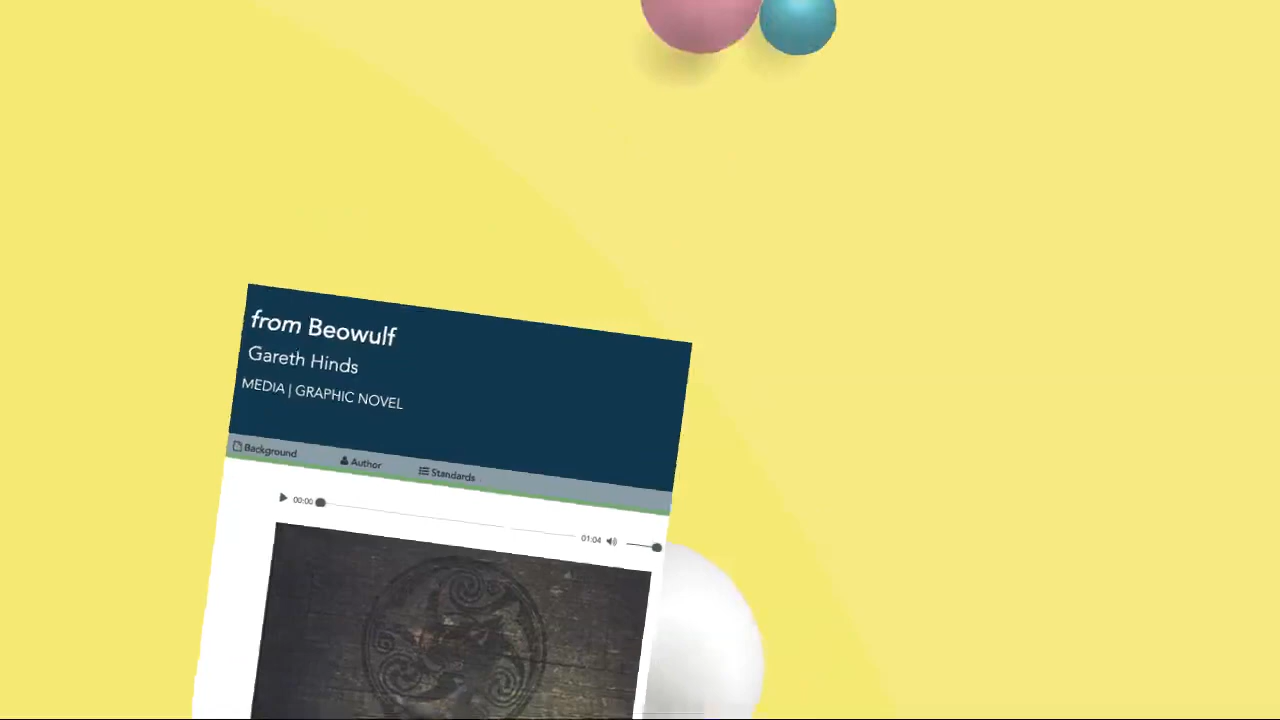 from Beowulf
Gareth Hinds
MEDIA | GRAPHIC NOVEL
Background Author Standards
00:00 01:04